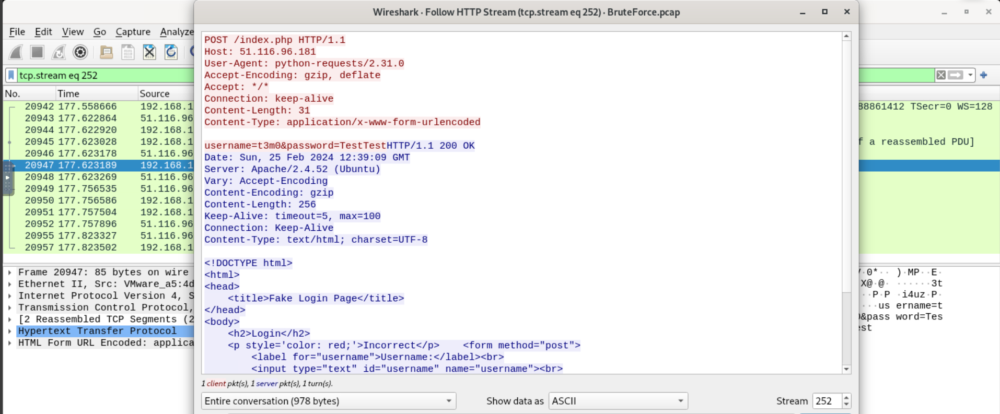 Wireshark · Follow HTTP Stream (tcp.stream eq 252) · BruteForce.pcap
File Edit View Go Capture Analyze
tcp.stream eq 252
No. Time Source
20942 177.558666 192.168.1
20943 177.622864 51.116.96
20944 177.622920 192.168.1
20945 177.623028 192.168.1
20946 177.623178 51.116.96
20947 177.623189 192.168.1
20948 177.623269 51.116.96
20949 177.756535 51.116.96
20950 177.756586 192.168.1
20951 177.757504 192.168.1
20952 177.757896 51.116.96
20955 177.823327 51.116.96
20957 177.823502 192.168.1
88861412 TSecr=0 WS=128
f a reassembled PDU]
Frame 20947: 85 bytes on wire
Ethernet II, Src: VMware_a5:4d
Internet Protocol Version 4, S
Transmission Control Protocol,
[2 Reassembled TCP Segments (2
Hypertext Transfer Protocol
HTML Form URL Encoded: applica
POST /index.php HTTP/1.1
Host: 51.116.96.181
User-Agent: python-requests/2.31.0
Accept-Encoding: gzip, deflate
Accept: */*
Connection: keep-alive
Content-Length: 31
Content-Type: application/x-www-form-urlencoded
username=t3m0&password=TestTestHTTP/1.1 200 OK
Date: Sun, 25 Feb 2024 12:39:09 GMT
Server: Apache/2.4.52 (Ubuntu)
Vary: Accept-Encoding
Content-Encoding: gzip
Content-Length: 256
Keep-Alive: timeout=5, max=100
Connection: Keep-Alive
Content-Type: text/html; charset=UTF-8
<!DOCTYPE html>
<html>
<head>
<title>Fake Login Page</title>
</head>
<body>
<h2>Login</h2>
<p style='color: red;'>Incorrect</p>    <form method="post">
<label for="username">Username:</label><br>
<input type="text" id="username" name="username"><br>
·0*·· )·MP··E·
X@·@· ······3t
··P·P ·i4uz·P·
···us ername=t
&pass word=Tes
est
1 client pkt(s), 1 server pkt(s), 1 turn(s).
Entire conversation (978 bytes) Show data as ASCII Stream 252